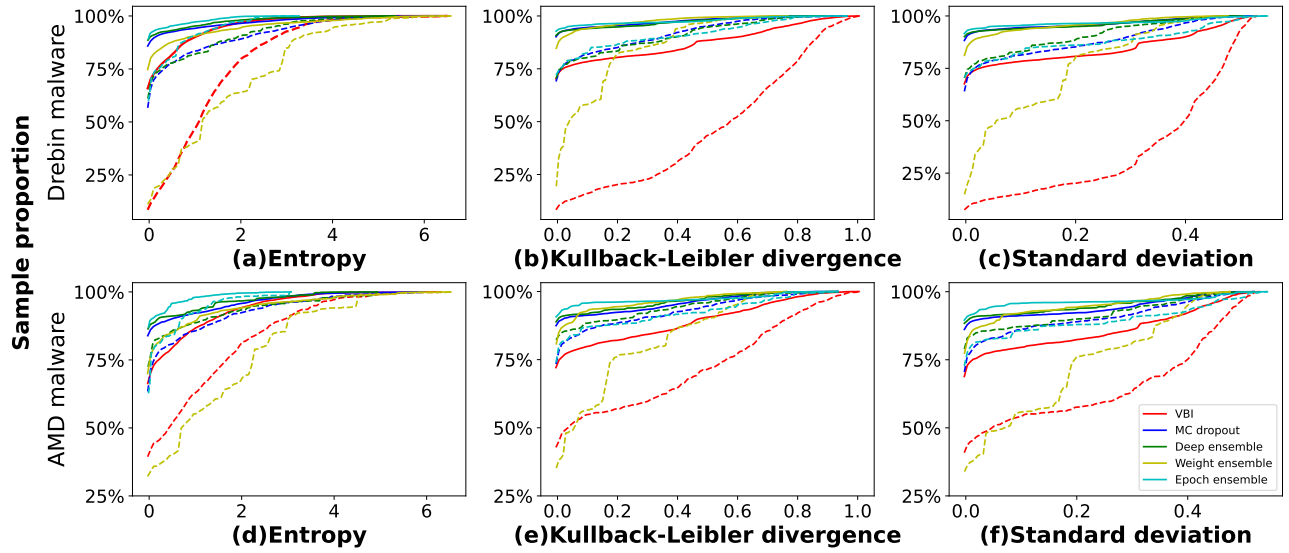 Sample proportion
Drebin malware
100%
75%
50%
25%
0 2 4 6
(a)Entropy
0.0 0.2 0.4 0.6 0.8 1.0
(b)Kullback-Leibler divergence
100%
75%
50%
25%
0.0 0.2 0.4
(c)Standard deviation
100%
75%
50%
25%
AMD malware
100%
75%
50%
25%
0 2 4 6
(d)Entropy
100%
75%
50%
25%
0.0 0.2 0.4 0.6 0.8 1.0
(e)Kullback-Leibler divergence
100%
75%
50%
25%
0.0 0.2 0.4
(f)Standard deviation
VBI
MC dropout
Deep ensemble
Weight ensemble
Epoch ensemble